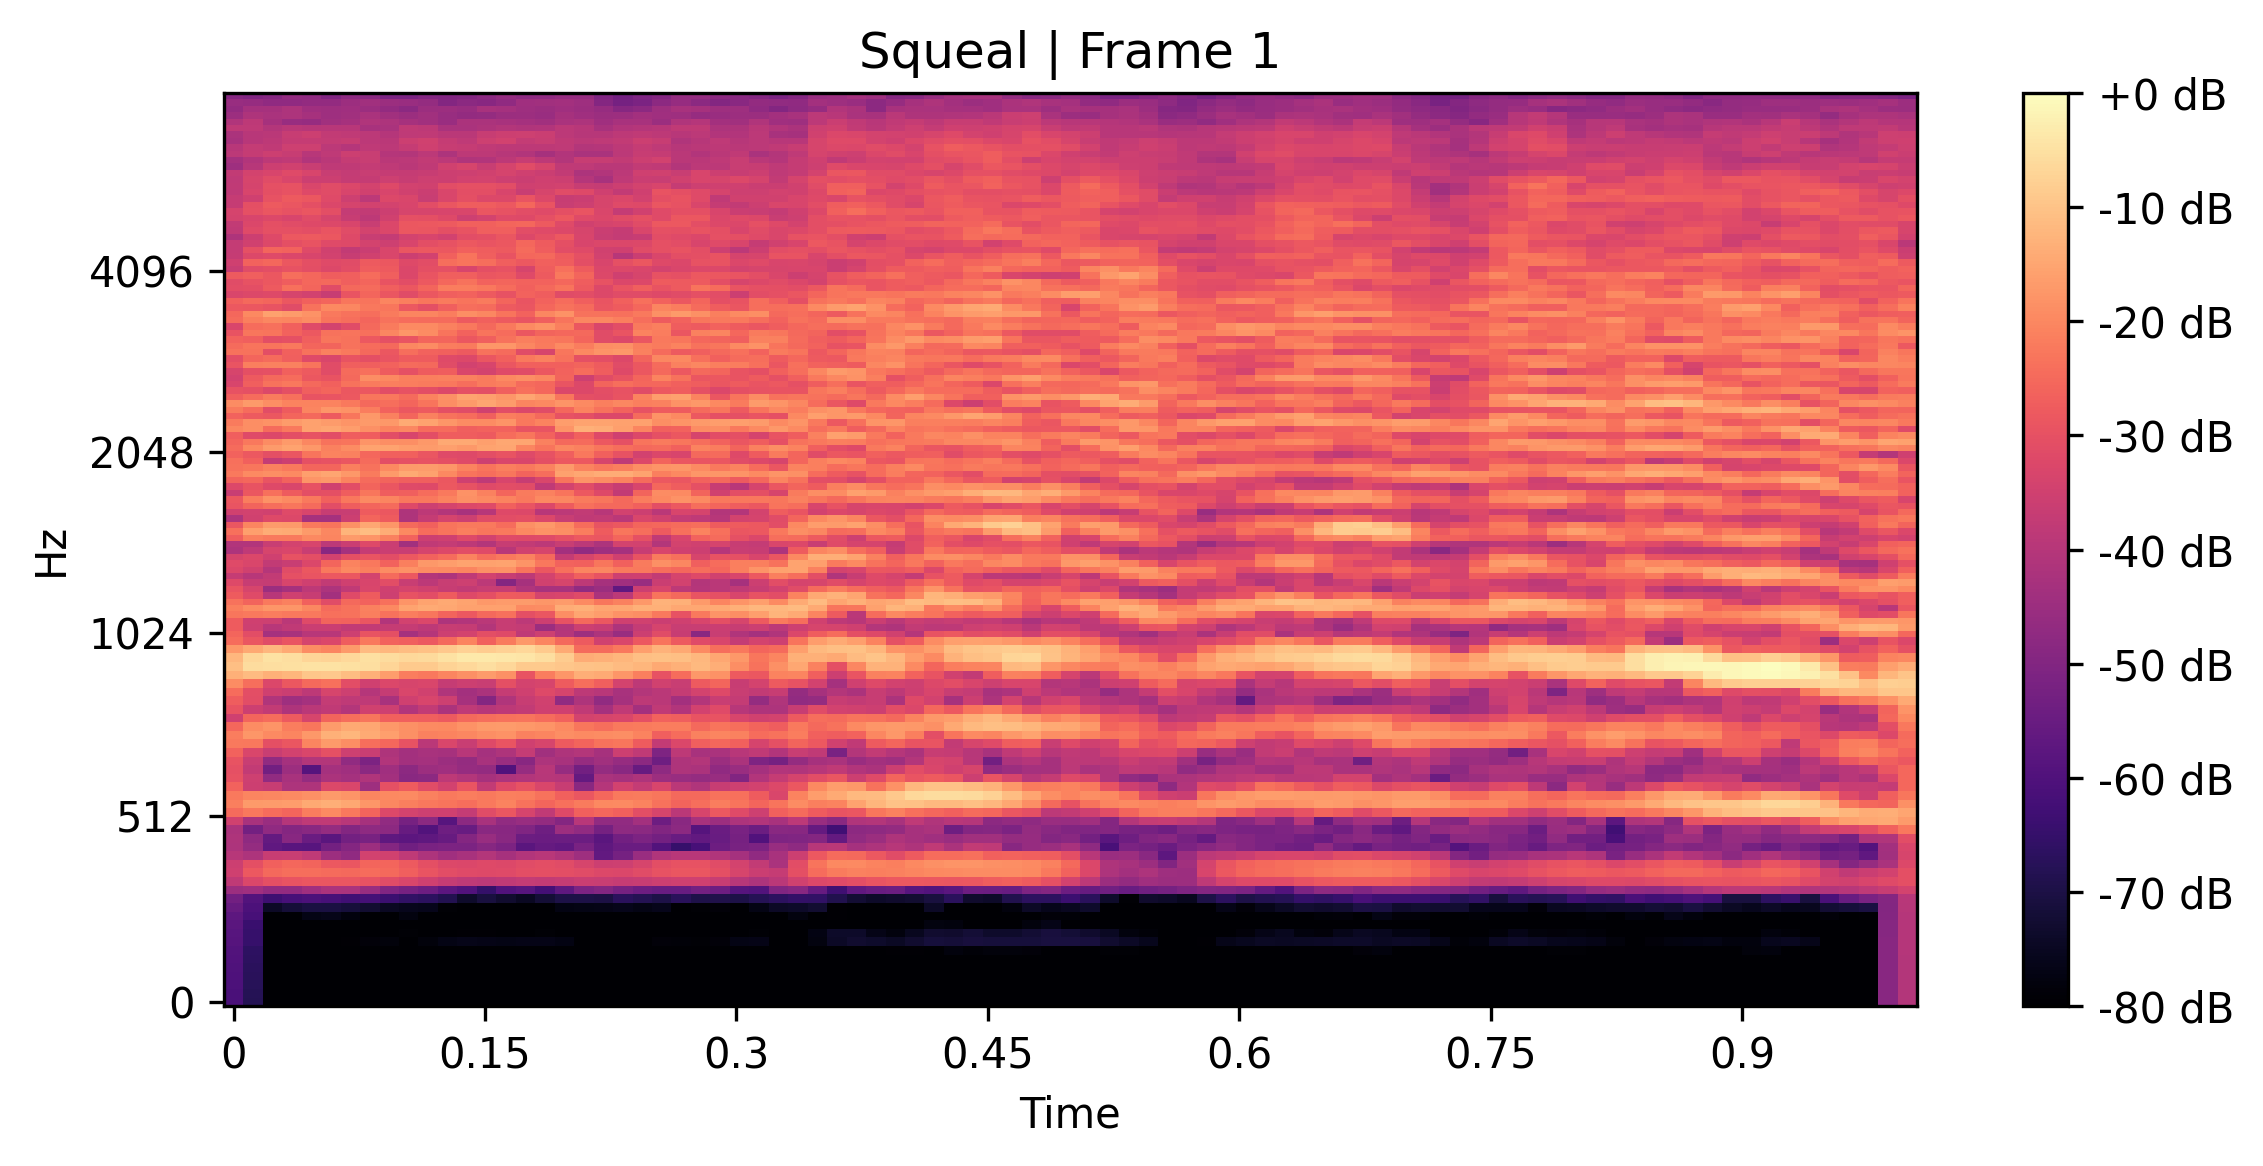 Squeal | Frame 1
Hz
4096
2048
1024
512
0
0 0.15 0.3 0.45 0.6 0.75 0.9
Time
+0 dB
-10 dB
-20 dB
-30 dB
-40 dB
-50 dB
-60 dB
-70 dB
-80 dB